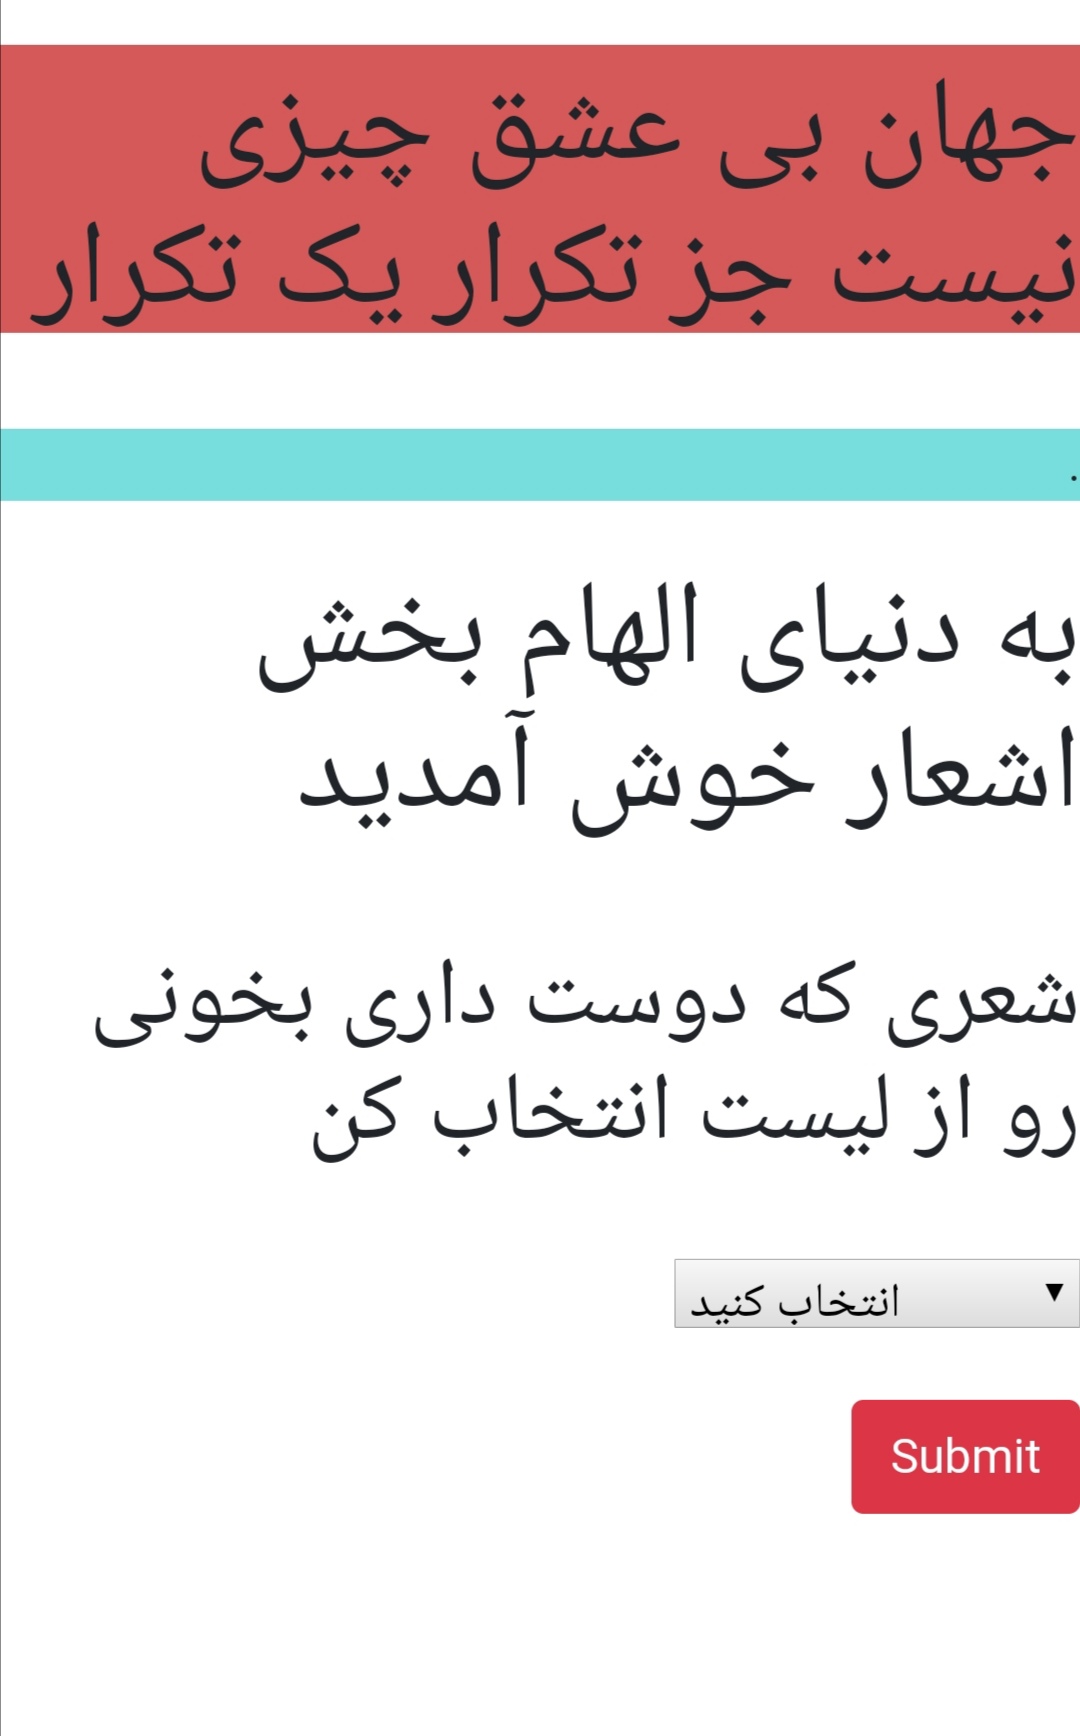 جهان بی عشق چیزی
نیست جز تکرار یک تکرار
.
به دنیای الهام بخش
اشعار خوش آمدید
شعری که دوست داری بخونی
رو از لیست انتخاب کن
انتخاب کنید
Submit